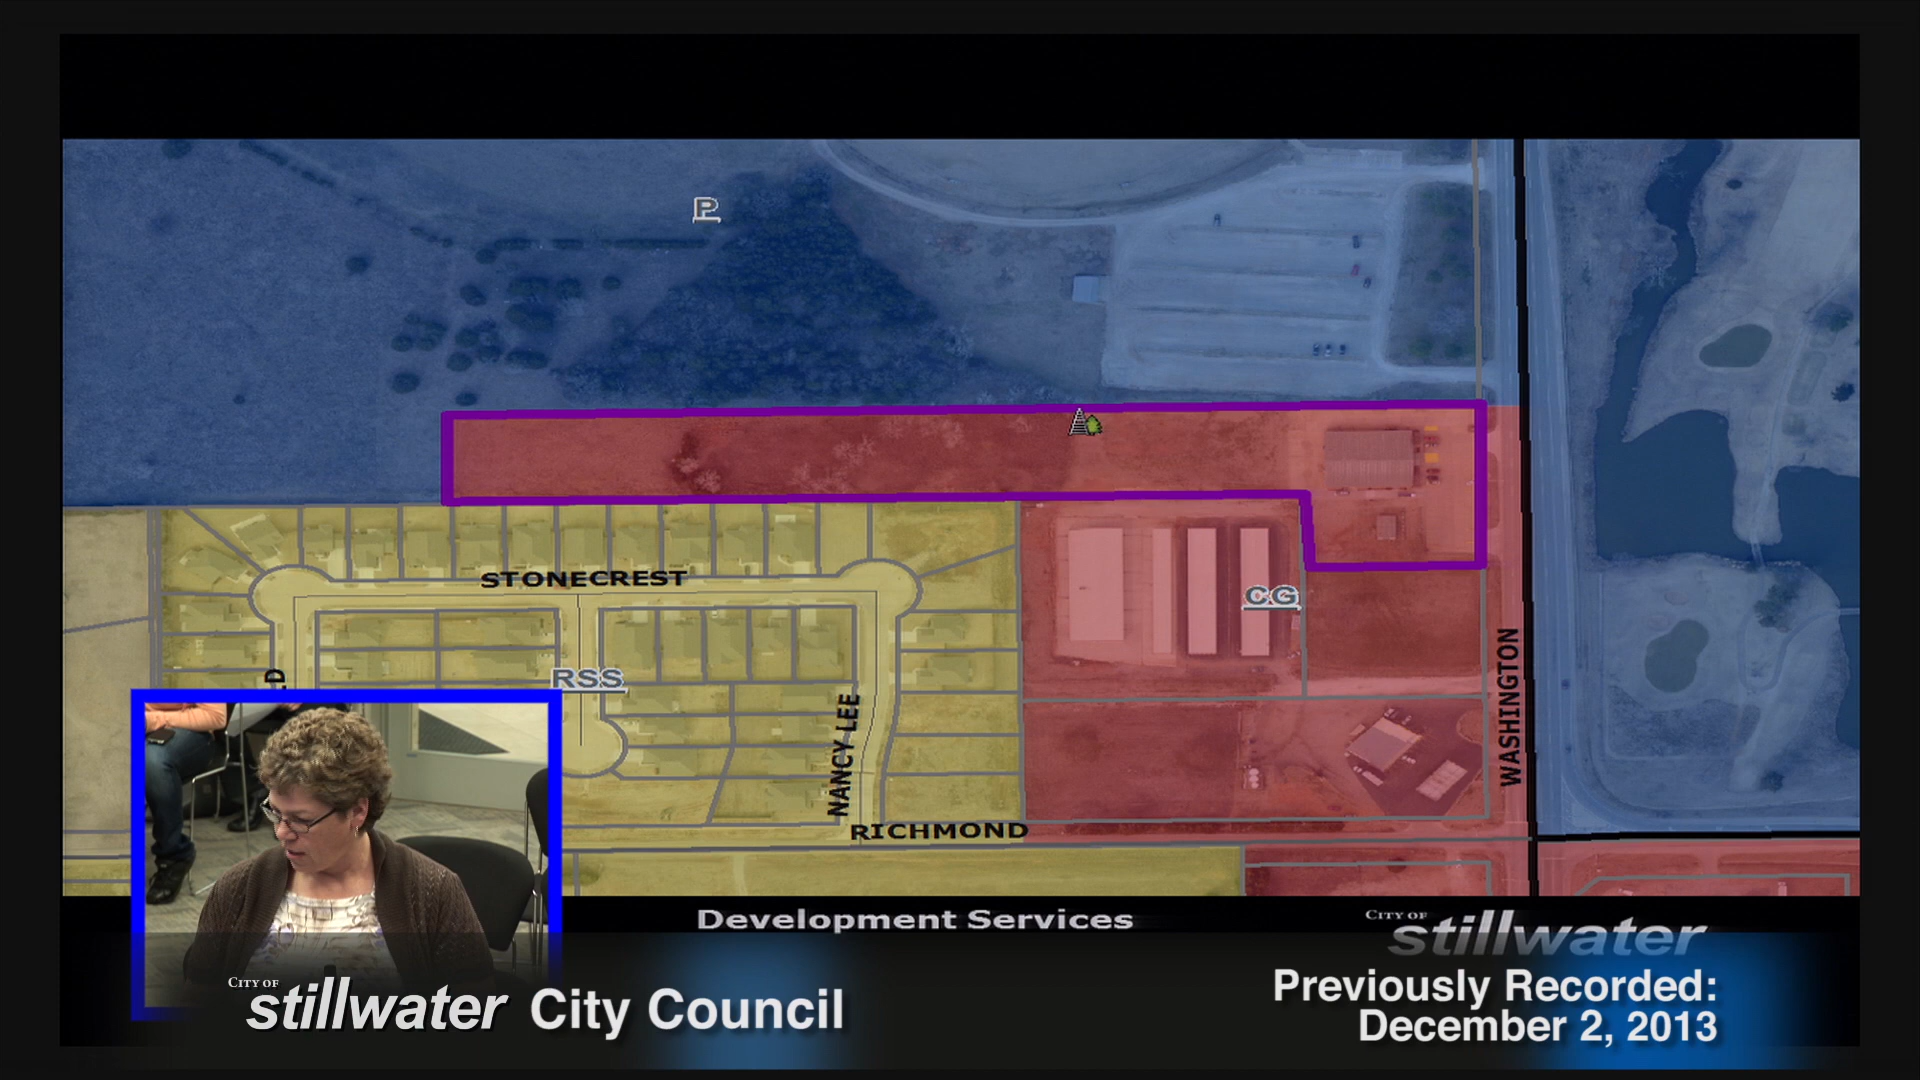 P
STONECREST
CG
RSS
LD
NANCY LEE
WASHINGTON
RICHMOND
Development Services
CITY OF
stillwater
CITY OF
stillwater City Council
Previously Recorded:
December 2, 2013